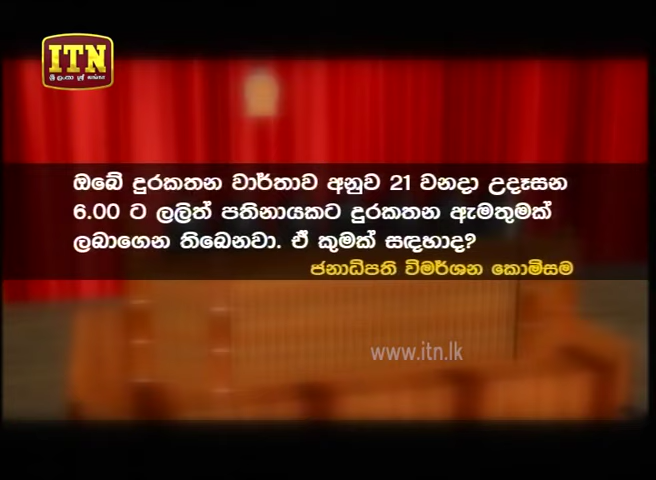 ITN
ඔබේ දුරකතන වාර්තාව අනුව 21 වනදා උදෑසන
6.00 ට ලලිත් පතිනායකට දුරකතන ඇමතුමක්
ලබාගෙන තිබෙනවා. ඒ කුමක් සඳහාද?
ජනාධිපති විමර්ශන කොමිසම
www.itn.lk